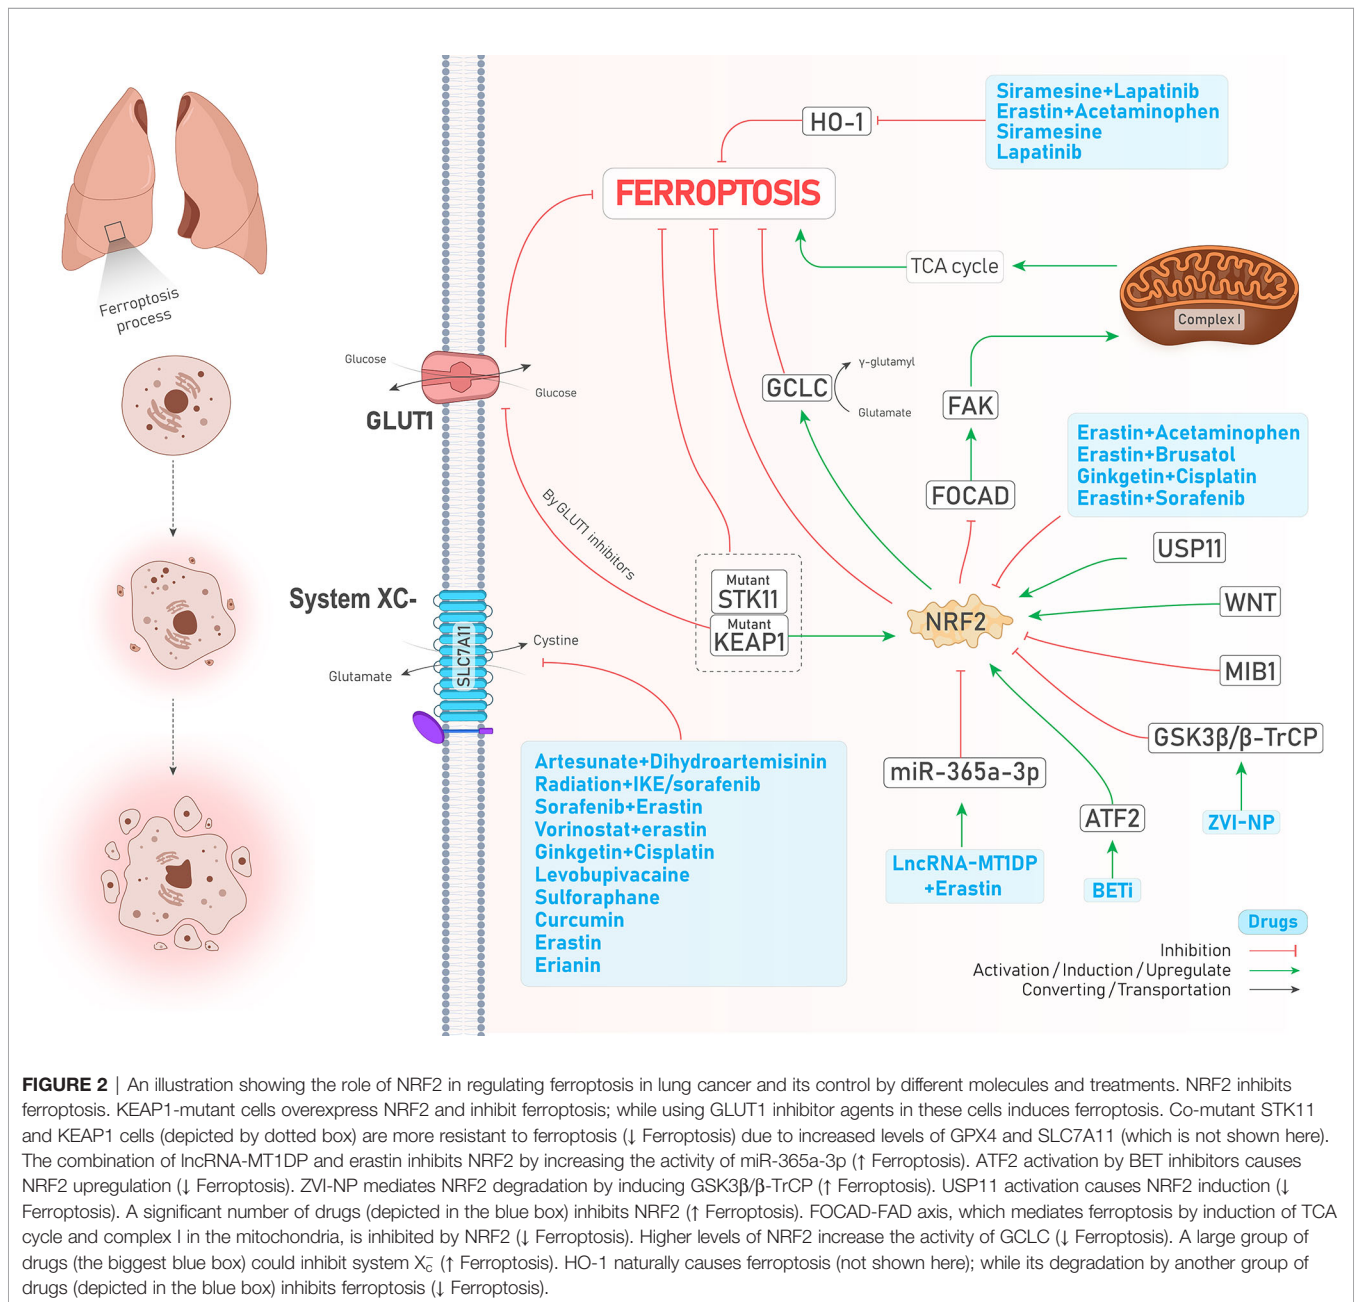 Siramesine+Lapatinib
Erastin+Acetaminophen
Siramesine
Lapatinib
HO-1
FERROPTOSIS
TCA cycle
Complex I
Ferroptosis
process
Glucose
Glucose
GLUT1
GCLC
γ-glutamyl
Glutamate
FAK
FOCAD
Erastin+Acetaminophen
Erastin+Brusatol
Ginkgetin+Cisplatin
Erastin+Sorafenib
By GLUT1 inhibitors
USP11
WNT
MIB1
GSK3β/β-TrCP
ZVI-NP
NRF2
Mutant
STK11
Mutant
KEAP1
System XC-
SLC7A11
Cystine
Glutamate
Artesunate+Dihydroartemisinin
Radiation+IKE/sorafenib
Sorafenib+Erastin
Vorinostat+erastin
Ginkgetin+Cisplatin
Levobupivacaine
Sulforaphane
Curcumin
Erastin
Erianin
miR-365a-3p
LncRNA-MT1DP
+Erastin
ATF2
BETi
Drugs
Inhibition
Activation/Induction/Upregulate
Converting/Transportation
FIGURE 2 | An illustration showing the role of NRF2 in regulating ferroptosis in lung cancer and its control by different molecules and treatments. NRF2 inhibits
ferroptosis. KEAP1-mutant cells overexpress NRF2 and inhibit ferroptosis; while using GLUT1 inhibitor agents in these cells induces ferroptosis. Co-mutant STK11
and KEAP1 cells (depicted by dotted box) are more resistant to ferroptosis (↓ Ferroptosis) due to increased levels of GPX4 and SLC7A11 (which is not shown here).
The combination of lncRNA-MT1DP and erastin inhibits NRF2 by increasing the activity of miR-365a-3p (↑ Ferroptosis). ATF2 activation by BET inhibitors causes
NRF2 upregulation (↓ Ferroptosis). ZVI-NP mediates NRF2 degradation by inducing GSK3β/β-TrCP (↑ Ferroptosis). USP11 activation causes NRF2 induction (↓
Ferroptosis). A significant number of drugs (depicted in the blue box) inhibits NRF2 (↑ Ferroptosis). FOCAD-FAD axis, which mediates ferroptosis by induction of TCA
cycle and complex I in the mitochondria, is inhibited by NRF2 (↓ Ferroptosis). Higher levels of NRF2 increase the activity of GCLC (↓ Ferroptosis). A large group of
drugs (the biggest blue box) could inhibit system X<sub>c</sub><sup>−</sup> (↑ Ferroptosis). HO-1 naturally causes ferroptosis (not shown here); while its degradation by another group of
drugs (depicted in the blue box) inhibits ferroptosis (↓ Ferroptosis).